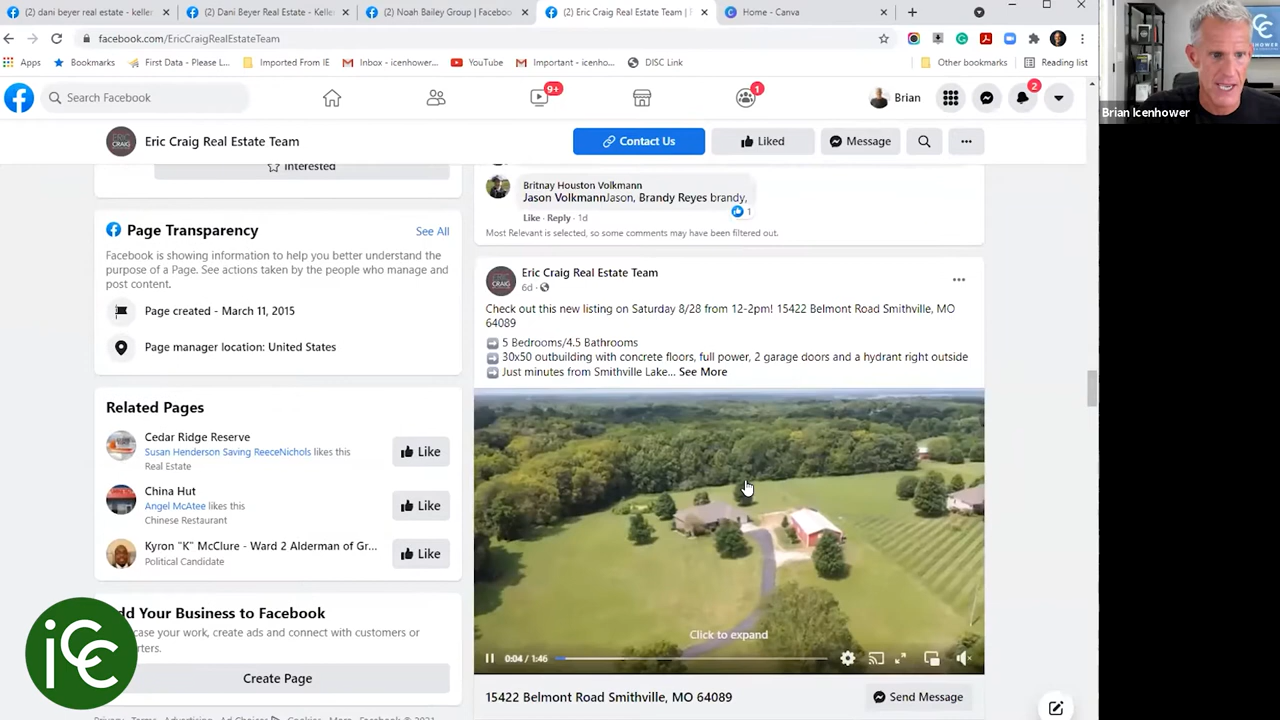 (2) dani beyer real estate - keller
(2) Dani Beyer Real Estate - Kelle
(2) Noah Bailey Group | Faceboo
(2) Eric Craig Real Estate Team |
Home - Canva
facebook.com/EricCraigRealEstateTeam
Apps
Bookmarks
First Data - Please L...
Imported From IE
Inbox - icenhower...
YouTube
Important - icenho...
DISC Link
Other bookmarks
Reading list
Brian Icenhower
Search Facebook
9+
1
Brian
2
Eric Craig Real Estate Team
Contact Us
Liked
Message
Interested
Page Transparency
See All
Facebook is showing information to help you better understand the
purpose of a Page. See actions taken by the people who manage and
post content.
Page created - March 11, 2015
Page manager location: United States
Related Pages
Cedar Ridge Reserve
Susan Henderson Saving ReeceNichols likes this
Real Estate
Like
China Hut
Angel McAtee likes this
Chinese Restaurant
Like
Kyron "K" McClure - Ward 2 Alderman of Gr...
Political Candidate
Like
dd Your Business to Facebook
case your work, create ads and connect with customers or
rters.
Create Page
Britnay Houston Volkmann
Jason VolkmannJason, Brandy Reyes brandy,
1
Like · Reply · 1d
Most Relevant is selected, so some comments may have been filtered out.
Eric Craig Real Estate Team
6d ·
Check out this new listing on Saturday 8/28 from 12-2pm! 15422 Belmont Road Smithville, MO
64089
5 Bedrooms/4.5 Bathrooms
30x50 outbuilding with concrete floors, full power, 2 garage doors and a hydrant right outside
Just minutes from Smithville Lake... See More
Click to expand
0:04 / 1:46
15422 Belmont Road Smithville, MO 64089
Send Message
iCC